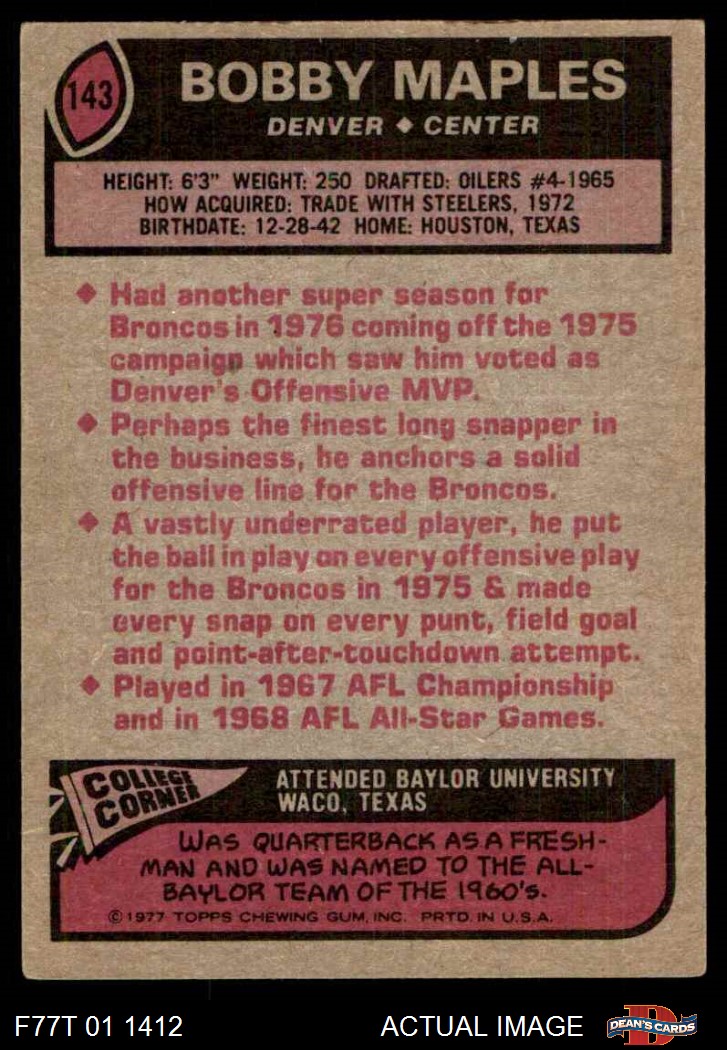 143
BOBBY MAPLES
DENVER ◆ CENTER
HEIGHT: 6'3" WEIGHT: 250 DRAFTED: OILERS #4-1965
HOW ACQUIRED: TRADE WITH STEELERS, 1972
BIRTHDATE: 12-28-42 HOME: HOUSTON, TEXAS
◆ Had another super season for
Broncos in 1976 coming off the 1975
campaign which saw him voted as
Denver's Offensive MVP.
◆ Perhaps the finest long snapper in
the business, he anchors a solid
offensive line for the Broncos.
◆ A vastly underrated player, he put
the ball in play on every offensive play
for the Broncos in 1975 & made
every snap on every punt, field goal
and point-after-touchdown attempt.
◆ Played in 1967 AFL Championship
and in 1968 AFL All-Star Games.
COLLEGE
CORNER
ATTENDED BAYLOR UNIVERSITY
WACO, TEXAS
WAS QUARTERBACK AS A FRESH-
MAN AND WAS NAMED TO THE ALL-
BAYLOR TEAM OF THE 1960's.
©1977 TOPPS CHEWING GUM, INC. PRTD. IN U.S.A.
F77T 01 1412
ACTUAL IMAGE
D
DEAN'S CARDS